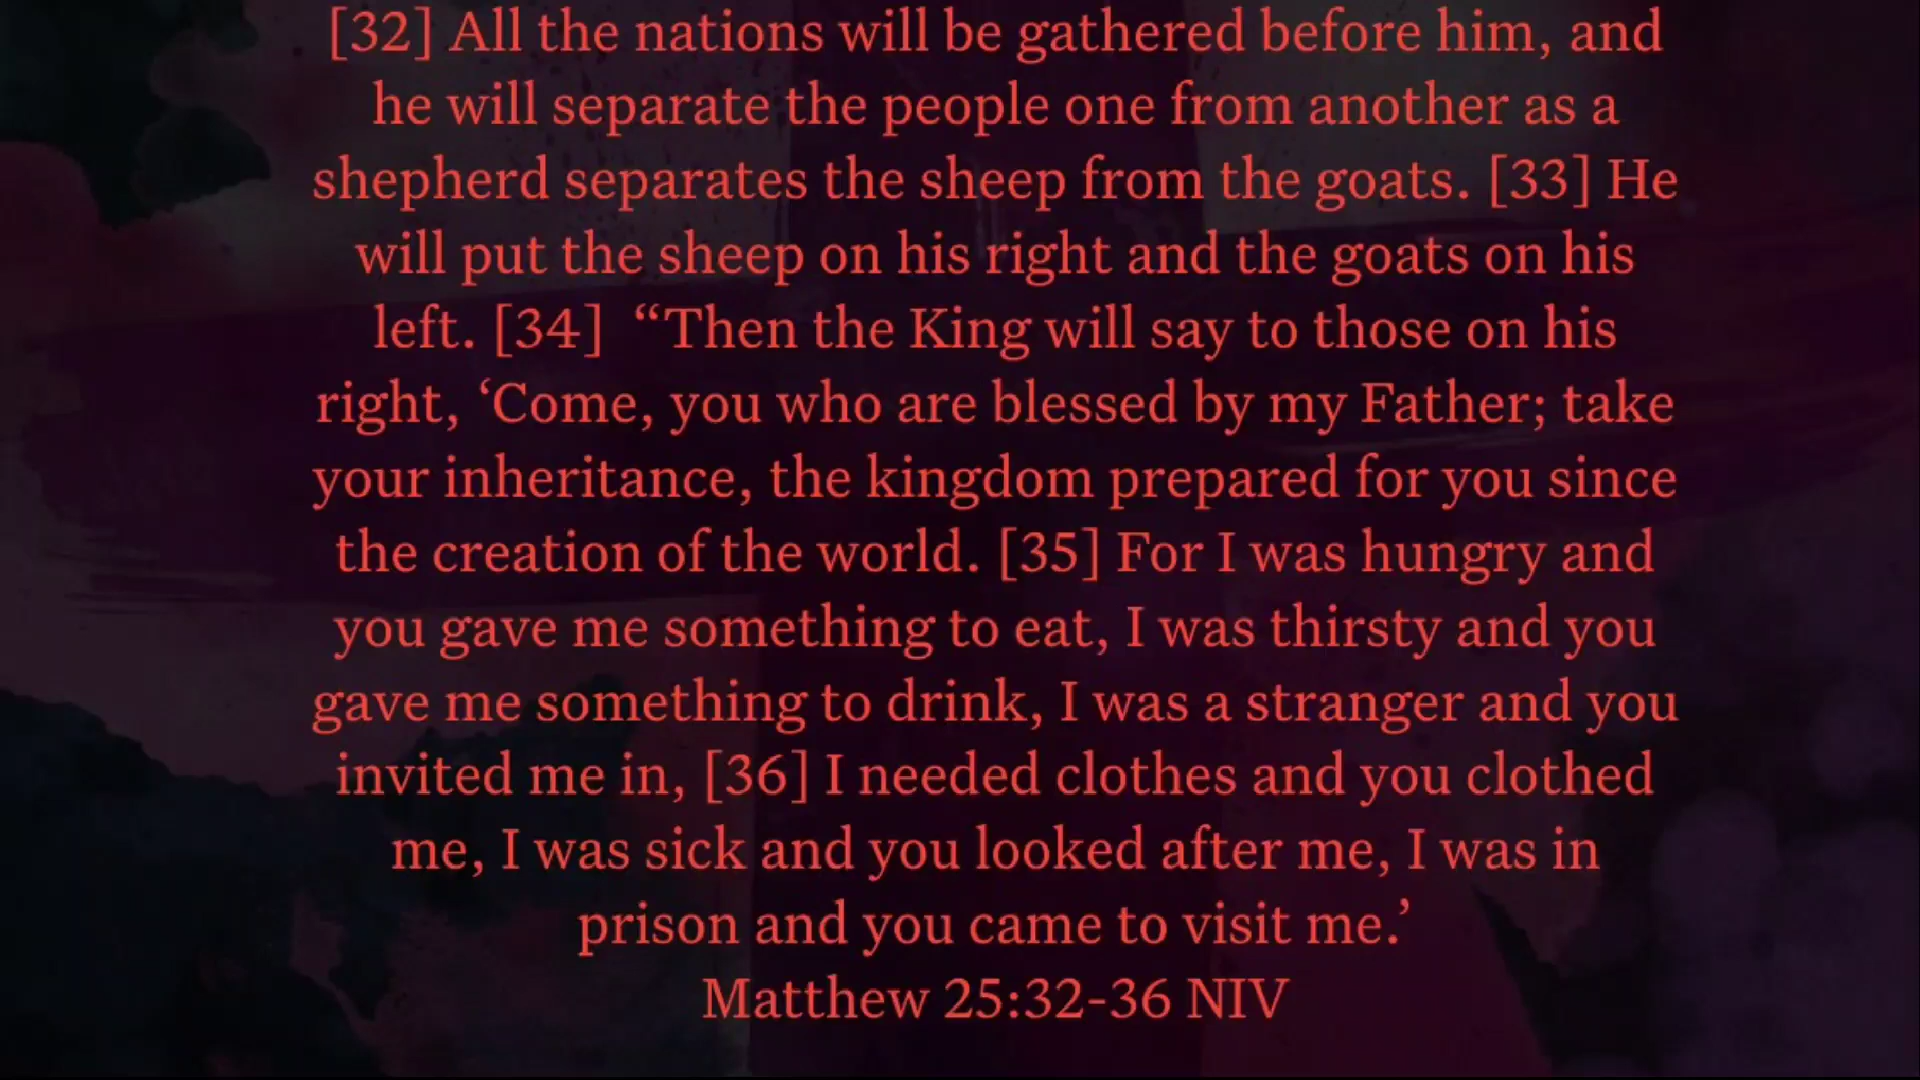 [32] All the nations will be gathered before him, and
he will separate the people one from another as a
shepherd separates the sheep from the goats. [33] He
will put the sheep on his right and the goats on his
left. [34]  “Then the King will say to those on his
right, ‘Come, you who are blessed by my Father; take
your inheritance, the kingdom prepared for you since
the creation of the world. [35] For I was hungry and
you gave me something to eat, I was thirsty and you
gave me something to drink, I was a stranger and you
invited me in, [36] I needed clothes and you clothed
me, I was sick and you looked after me, I was in
prison and you came to visit me.’
Matthew 25:32-36 NIV